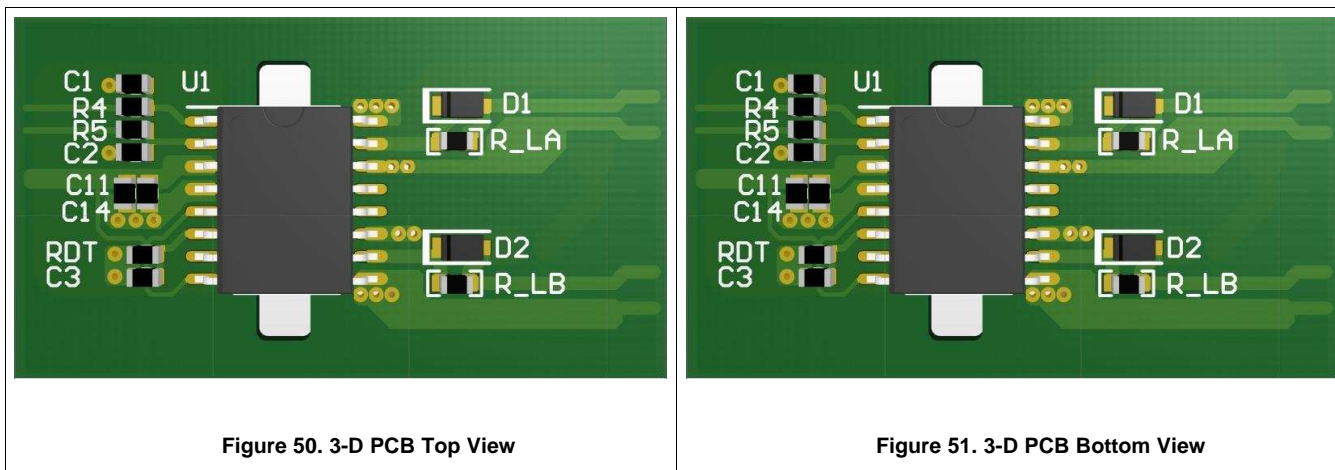 C1
U1
R4
R5
C2
C11
C14
RDT
C3
D1
R_LA
D2
R_LB
Figure 50. 3-D PCB Top View
C1
U1
R4
R5
C2
C11
C14
RDT
C3
D1
R_LA
D2
R_LB
Figure 51. 3-D PCB Bottom View